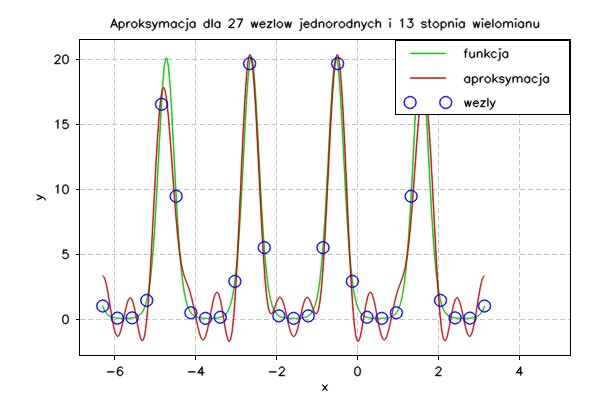 Aproksymacja dla 27 wezlow jednorodnych i 13 stopnia wielomianu
funkcja
aproksymacja
wezly
20
15
10
5
0
y
−6 −4 −2 0 2 4
x